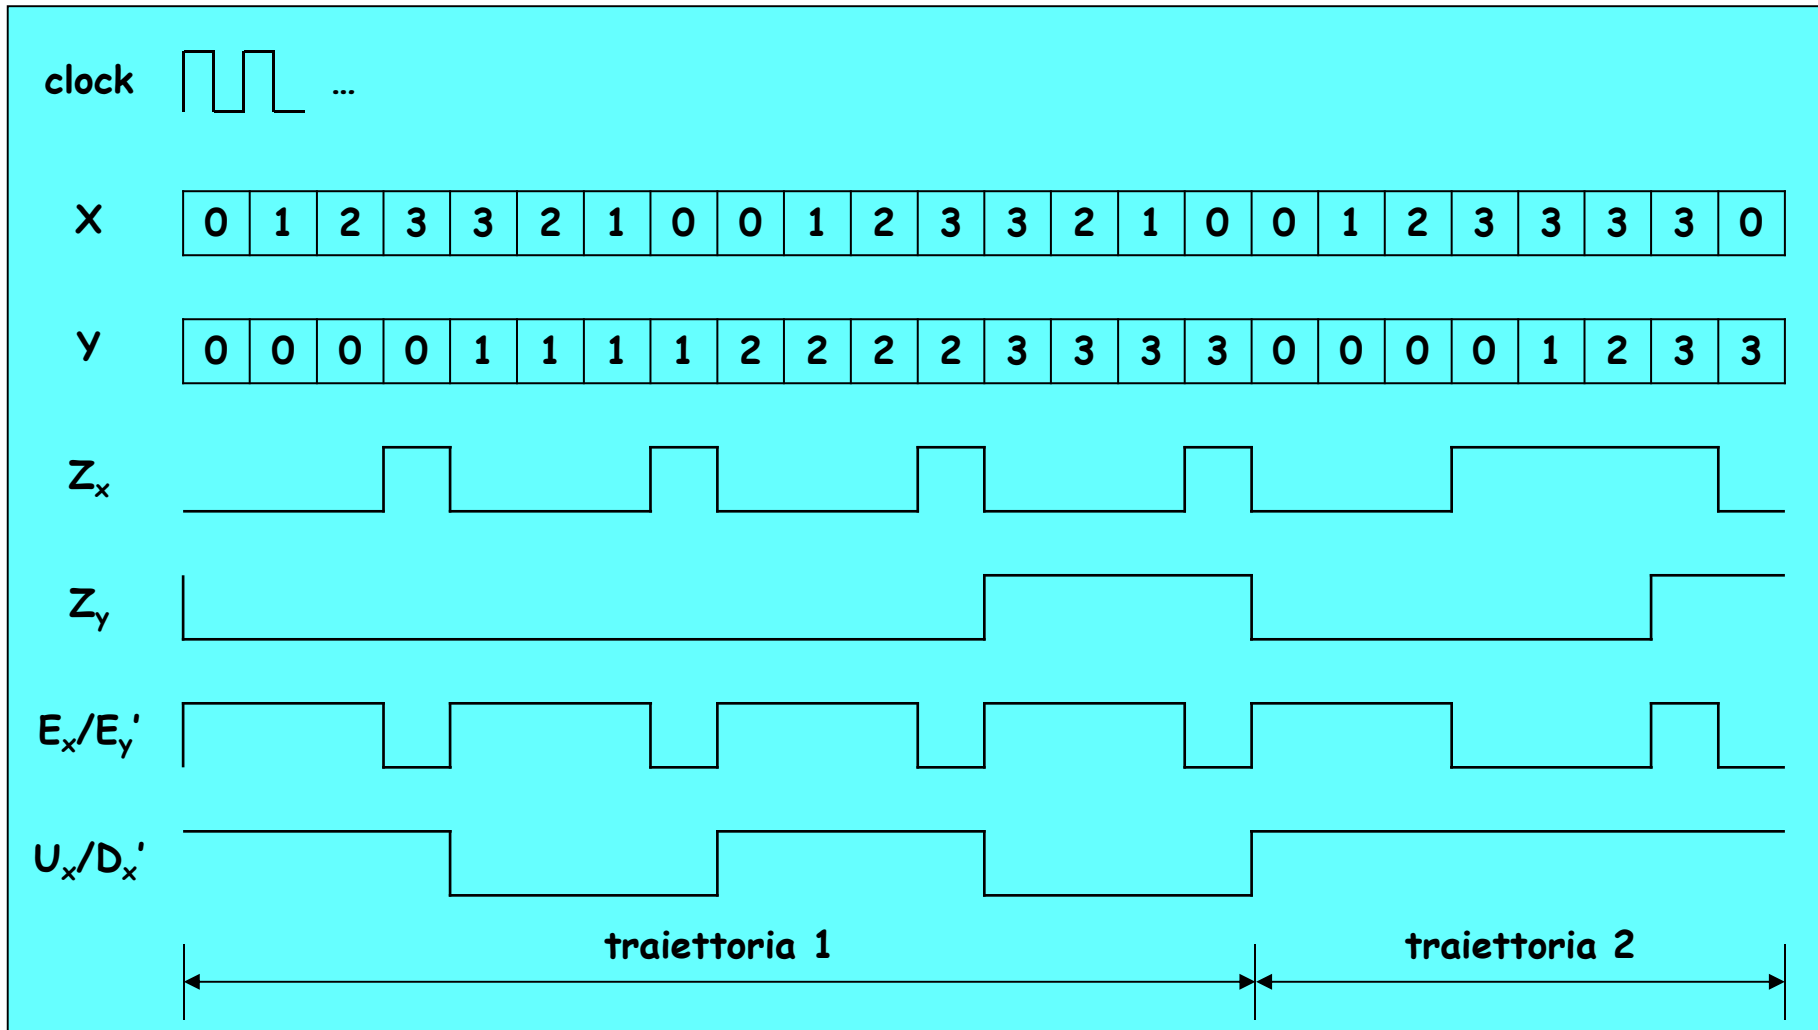 clock ...
X 0 1 2 3 3 2 1 0 0 1 2 3 3 2 1 0 0 1 2 3 3 3 3 0
y 0 0 0 0 1 1 1 1 2 2 2 2 3 3 3 3 0 0 0 0 1 2 3 3
Zx
Zy
Ex/Ey'
Ux/Dx'
traiettoria 1 traiettoria 2